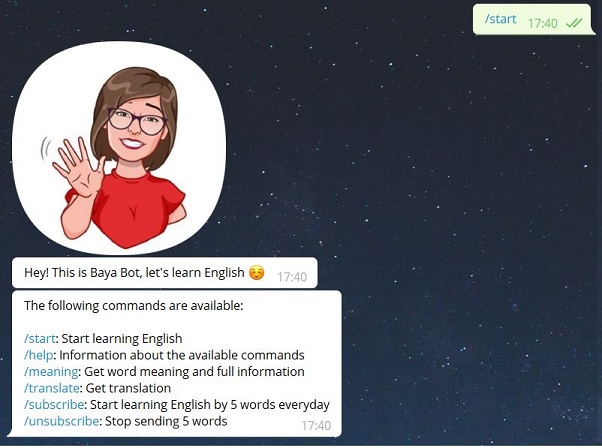 /start 17:40
Hey! This is Baya Bot, let's learn English ☺️ 17:40
The following commands are available:
/start: Start learning English
/help: Information about the available commands
/meaning: Get word meaning and full information
/translate: Get translation
/subscribe: Start learning English by 5 words everyday
/unsubscribe: Stop sending 5 words 17:40